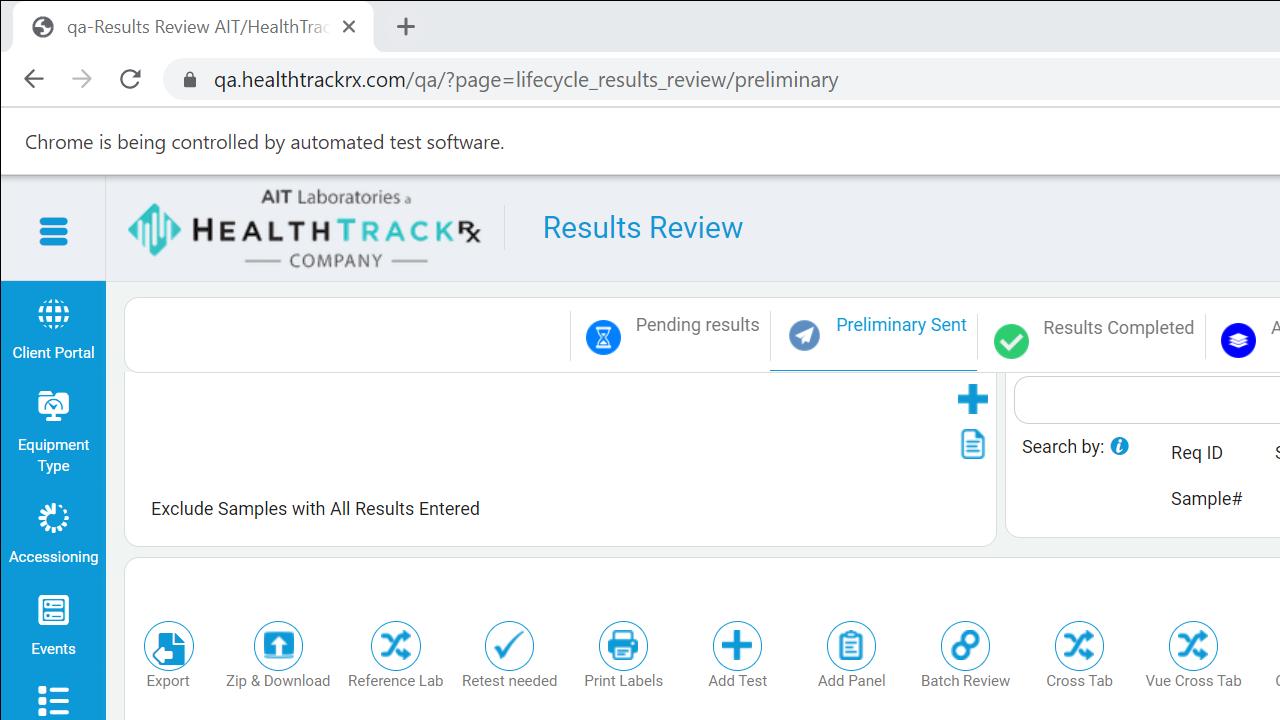 qa-Results Review AIT/HealthTrac
qa.healthtrackrx.com/qa/?page=lifecycle_results_review/preliminary
Chrome is being controlled by automated test software.
AIT Laboratories a
HEALTHTRACKRx
COMPANY
Results Review
Client Portal
Equipment
Type
Accessioning
Events
Pending results
Preliminary Sent
Results Completed
A
Exclude Samples with All Results Entered
Search by:
Req ID
S
Sample#
Export
Zip & Download
Reference Lab
Retest needed
Print Labels
Add Test
Add Panel
Batch Review
Cross Tab
Vue Cross Tab